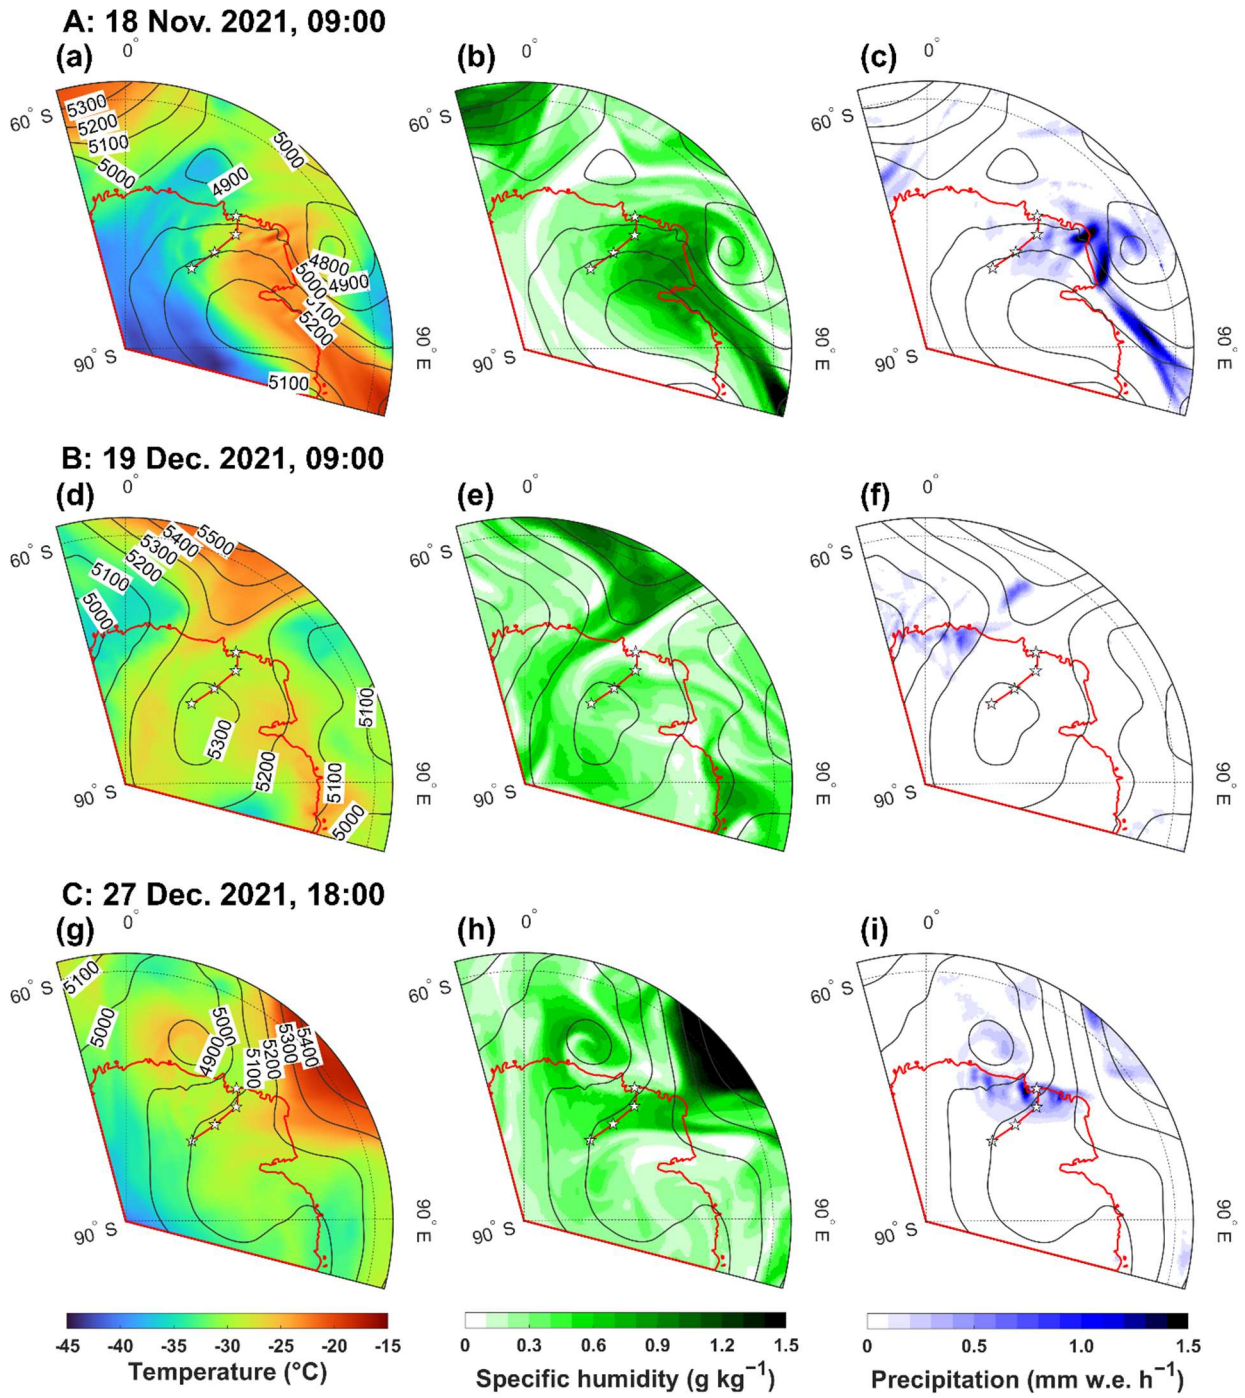 A: 18 Nov. 2021, 09:00
(a) 0° (b) 0° (c) 0°
60° S 5300 5200 5100 5000 5000 4900 4800 4900 5000 5100 5200 5100 90° S 90° E
60° S 90° S 90° E
60° S 90° S 90° E
B: 19 Dec. 2021, 09:00
(d) 0° (e) 0° (f) 0°
60° S 5500 5400 5300 5200 5100 5000 5300 5200 5100 5100 5000 90° S 90° E
60° S 90° S 90° E
60° S 90° S 90° E
C: 27 Dec. 2021, 18:00
(g) 0° (h) 0° (i) 0°
60° S 5100 5000 5000 4900 5100 5200 5300 5400 90° S 90° E
60° S 90° S 90° E
60° S 90° S 90° E
-45 -40 -35 -30 -25 -20 -15
Temperature (°C)
0 0.3 0.6 0.9 1.2 1.5
Specific humidity (g kg⁻¹)
0 0.5 1.0 1.5
Precipitation (mm w.e. h⁻¹)